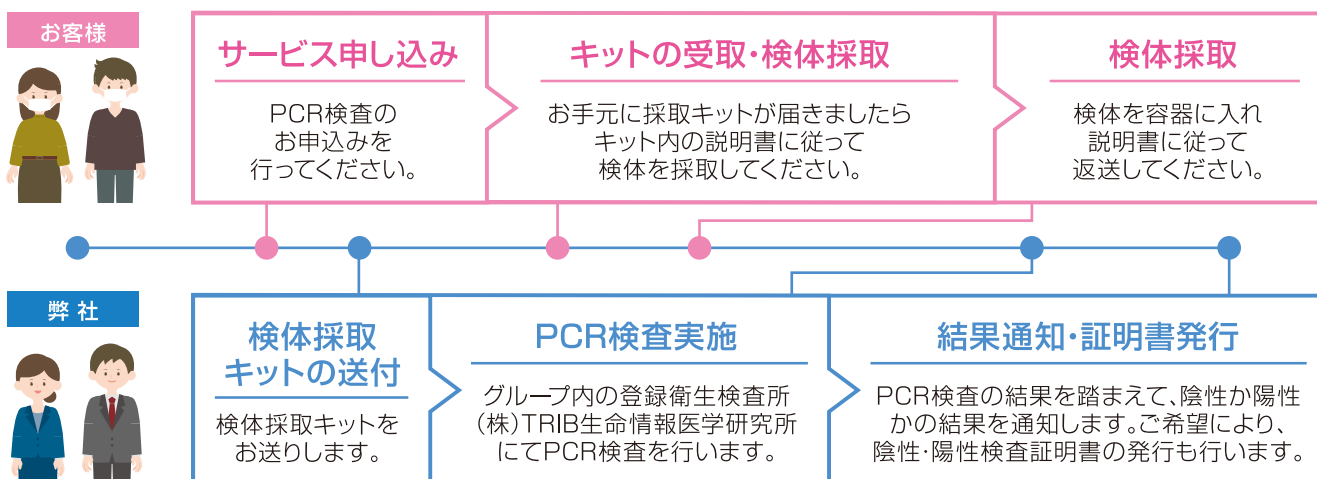 お客様
サービス申し込み
PCR検査の
お申込みを
行ってください。
キットの受取・検体採取
お手元に採取キットが届きましたら
キット内の説明書に従って
検体を採取してください。
検体採取
検体を容器に入れ
説明書に従って
返送してください。
弊社
検体採取
キットの送付
検体採取キットを
お送りします。
PCR検査実施
グループ内の登録衛生検査所
(株)TRIB生命情報医学研究所
にてPCR検査を行います。
結果通知・証明書発行
PCR検査の結果を踏まえて、陰性か陽性
かの結果を通知します。ご希望により、
陰性・陽性検査証明書の発行も行います。